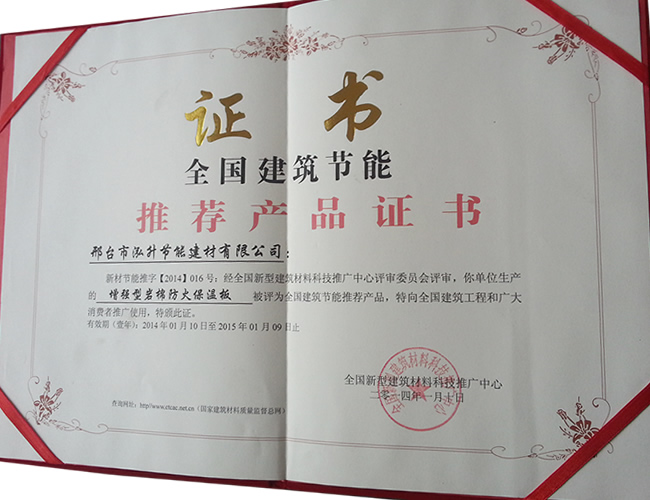 证书
全国建筑节能
推荐产品证书
邢台市泓升节能建材有限公司：
新材节能推字【2014】016号：经全国新型建筑材料科技推广中心评审委员会评审，你单位生产
的 增强型岩棉防火保温板 被评为全国建筑节能推荐产品，特向全国建筑工程和广大
消费者推广使用，特颁此证。
有效期（查年）：2014年01月10日至2015年01月09日止
全国新型建筑材料科技推广中心
二零一四年一月十日
查询网址：http//www.ctcac.net.cn（国家建筑材料质量监督总网）